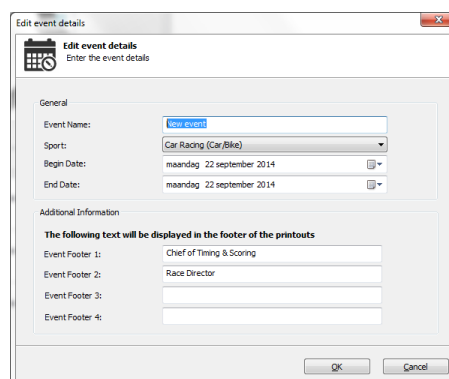 Edit event details
Edit event details
Enter the event details
General
Event Name: New event
Sport: Car Racing (Car/Bike)
Begin Date: maandag 22 september 2014
End Date: maandag 22 september 2014
Additional Information
The following text will be displayed in the footer of the printouts
Event Footer 1: Chief of Timing & Scoring
Event Footer 2: Race Director
Event Footer 3:
Event Footer 4:
OK Cancel